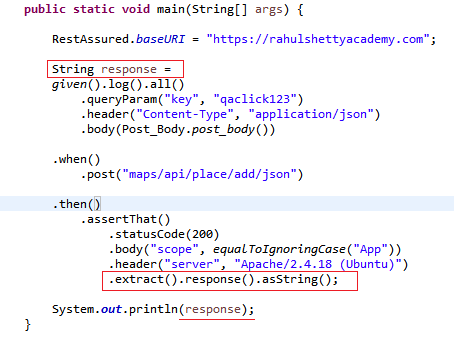 public static void main(String[] args) {
RestAssured.baseURI = "https://rahulshettyacademy.com";
String response =
given().log().all()
.queryParam("key", "qaclick123")
.header("Content-Type", "application/json")
.body(Post_Body.post_body())
.when()
.post("maps/api/place/add/json")
.then()
.assertThat()
.statusCode(200)
.body("scope", equalToIgnoringCase("App"))
.header("server", "Apache/2.4.18 (Ubuntu)")
.extract().response().asString();
System.out.println(response);
}